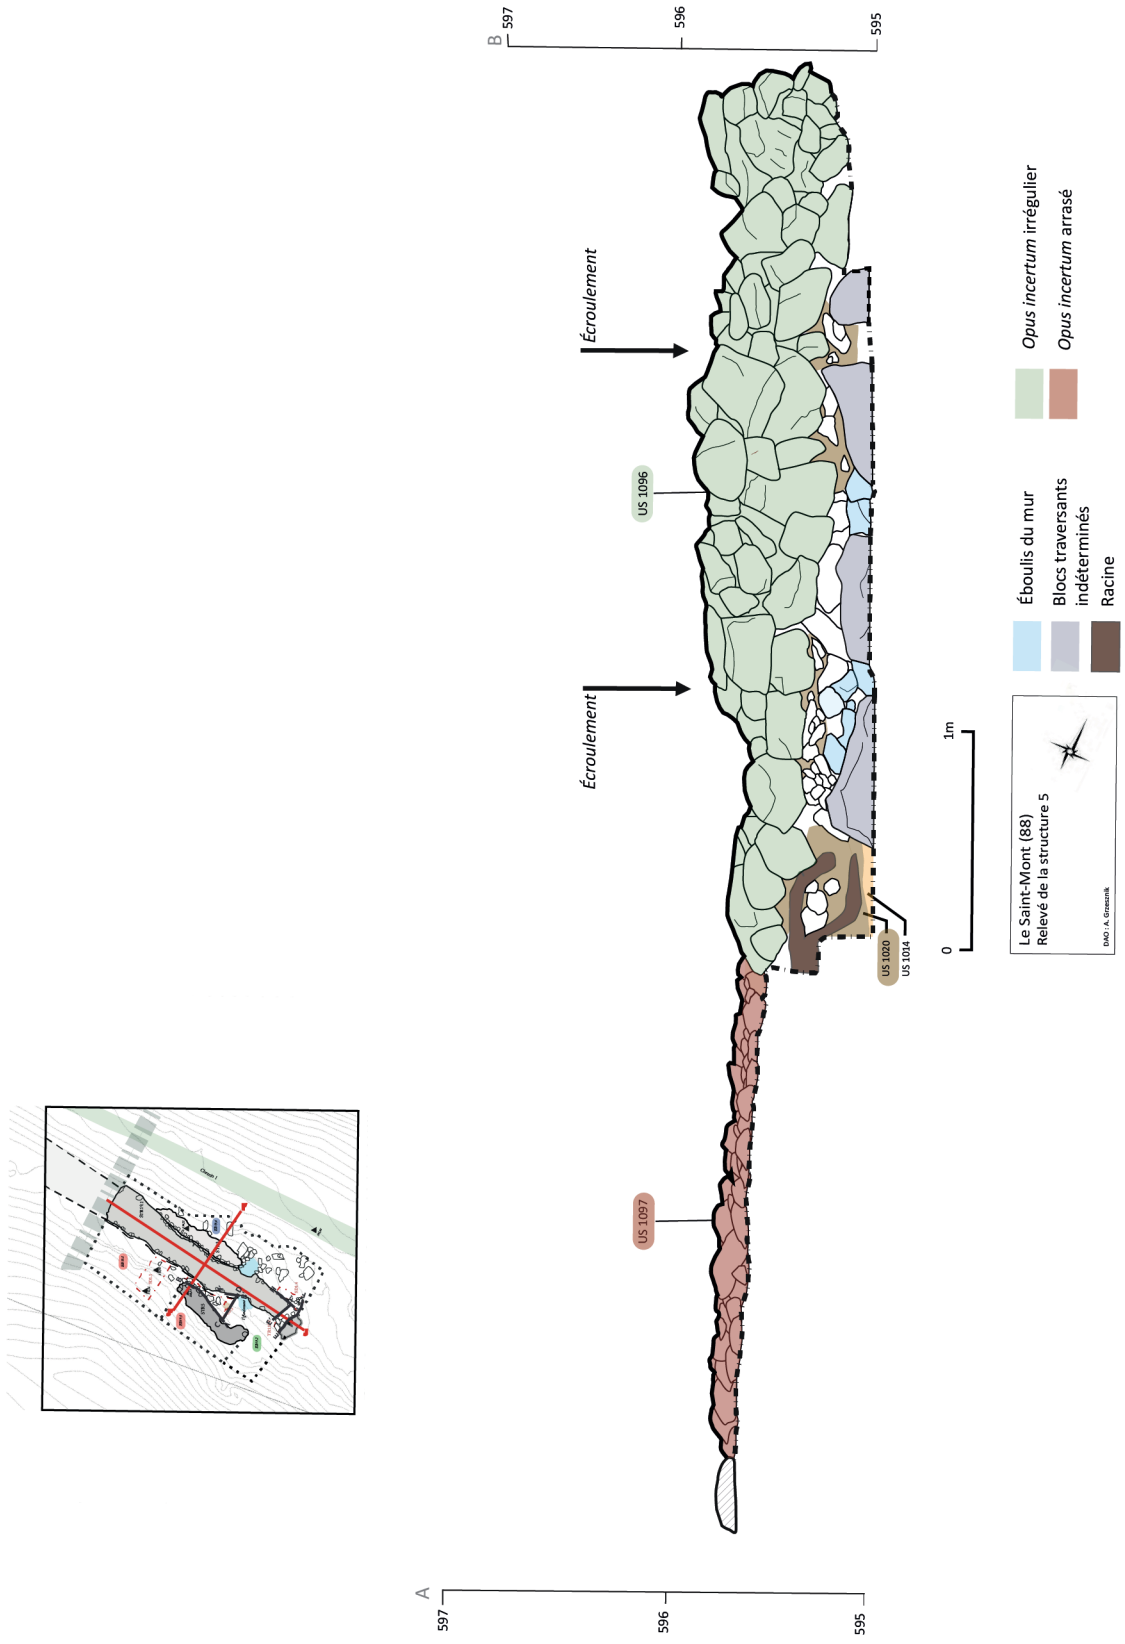 B
597
596
595
Écroulement
Écroulement
US 1096
US 1097
US 1020
US 1014
A
597
596
595
0
1m
Opus incertum irrégulier
Opus incertum arrasé
Éboulis du mur
Blocs traversants
indéterminés
Racine
Le Saint-Mont (88)
Relevé de la structure 5
DAO : A. Grzesznik
Chemin 1